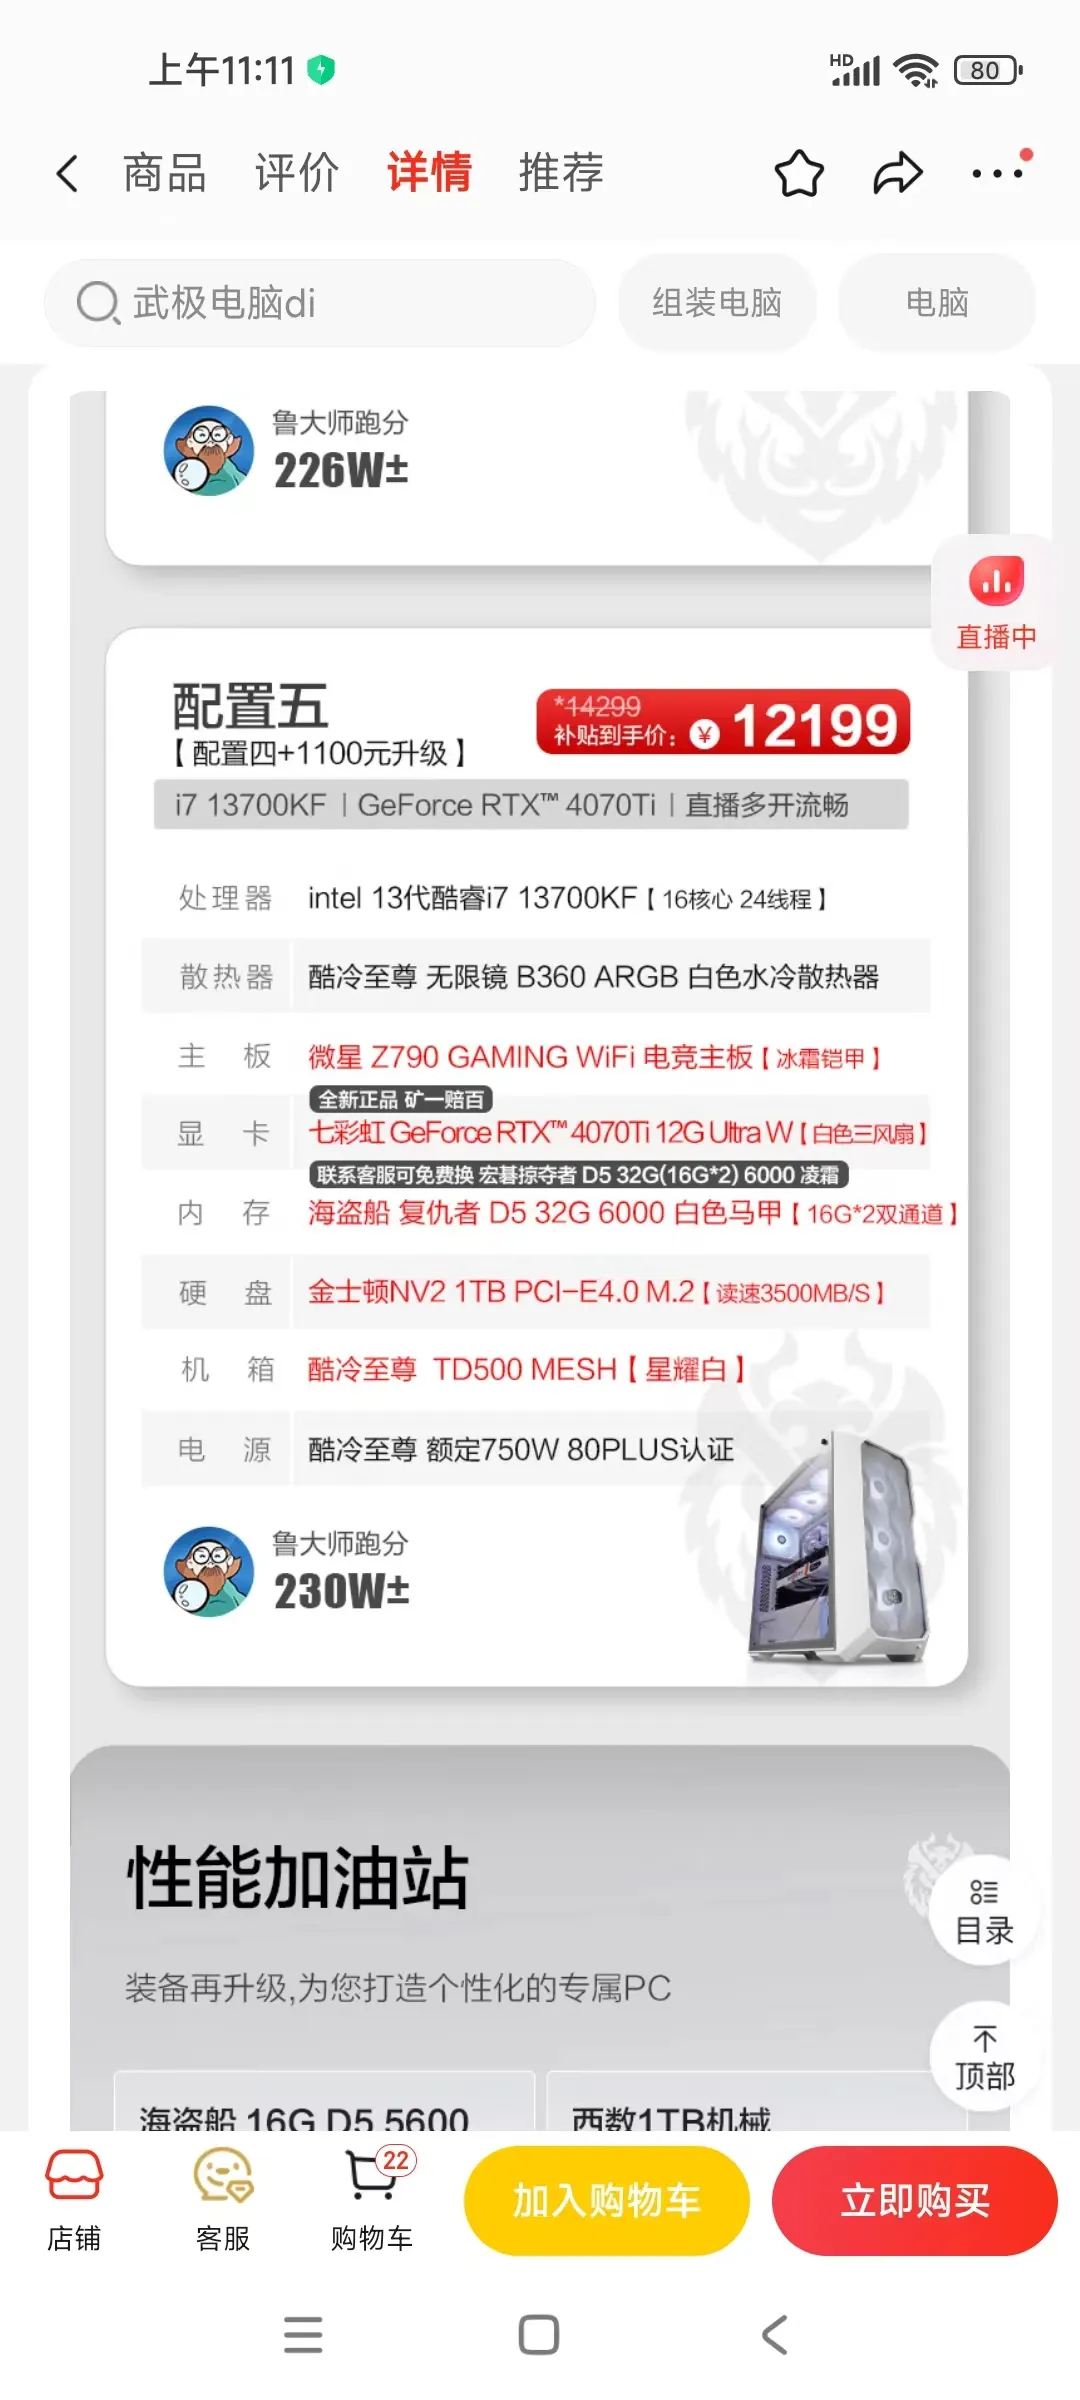 上午11:11
HD
80
商品 评价 详情 推荐
武极电脑di
组装电脑
电脑
鲁大师跑分
226W±
直播中
配置五
【配置四+1100元升级】
*14299
补贴到手价: ¥ 12199
i7 13700KF | GeForce RTX™ 4070Ti | 直播多开流畅
处理器 intel 13代酷睿i7 13700KF【16核心 24线程】
散热器 酷冷至尊 无限镜 B360 ARGB 白色水冷散热器
主板 微星 Z790 GAMING WiFi 电竞主板【冰霜铠甲】
全新正品 矿一赔百
显卡 七彩虹 GeForce RTX™ 4070Ti 12G Ultra W【白色三风扇】
联系客服可免费换 宏碁掠夺者 D5 32G(16G*2) 6000 凌霜
内存 海盗船 复仇者 D5 32G 6000 白色马甲【16G*2双通道】
硬盘 金士顿NV2 1TB PCI-E4.0 M.2【读速3500MB/S】
机箱 酷冷至尊 TD500 MESH【星耀白】
电源 酷冷至尊 额定750W 80PLUS认证
鲁大师跑分
230W±
性能加油站
装备再升级,为您打造个性化的专属PC
目录
顶部
海盗船 16G D5 5600
西数1TB机械
店铺
客服
22
购物车
加入购物车
立即购买